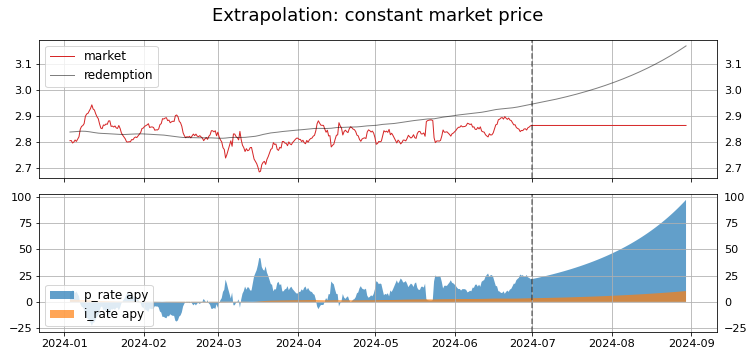 Extrapolation: constant market price
market
redemption
3.1 3.1
3.0 3.0
2.9 2.9
2.8 2.8
2.7 2.7
100 100
75 75
50 50
25 25
0 0
−25 −25
p_rate apy
i_rate apy
2024-01 2024-02 2024-03 2024-04 2024-05 2024-06 2024-07 2024-08 2024-09